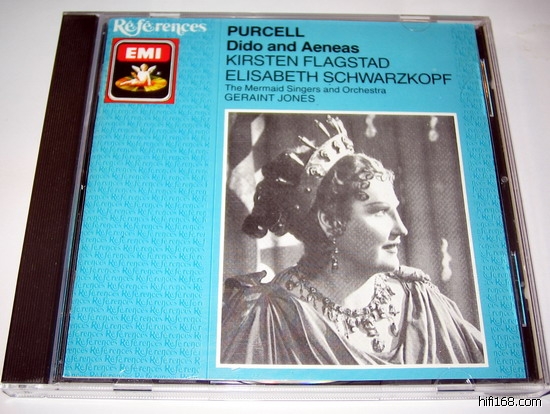 Références
EMI
PURCELL
Dido and Aeneas
KIRSTEN FLAGSTAD
ELISABETH SCHWARZKOPF
The Mermaid Singers and Orchestra
GERAINT JONES
hifi168.com